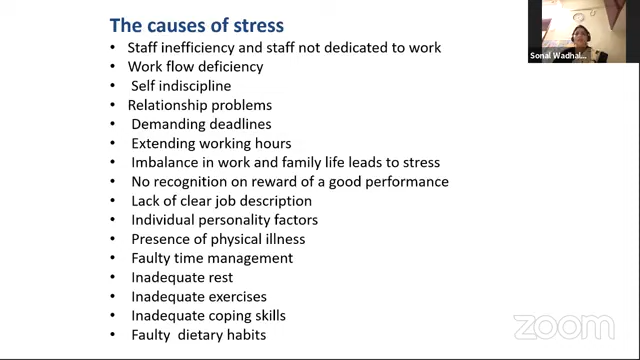 The causes of stress
• Staff inefficiency and staff not dedicated to work
• Work flow deficiency
• Self indiscipline
• Relationship problems
• Demanding deadlines
• Extending working hours
• Imbalance in work and family life leads to stress
• No recognition on reward of a good performance
• Lack of clear job description
• Individual personality factors
• Presence of physical illness
• Faulty time management
• Inadequate rest
• Inadequate exercises
• Inadequate coping skills
• Faulty dietary habits
Sonal Wadhai...
zoom